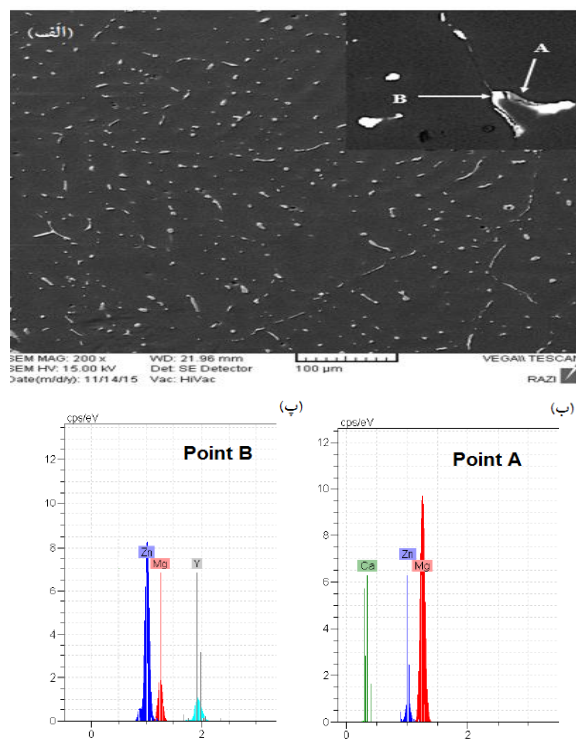 (الف)
A
B
SEM MAG: 200 x WD: 21.96 mm
SEM HV: 15.00 kV Det: SE Detector 100 µm VEGA\\ TESCAN
Date(m/d/y): 11/14/15 Vac: HiVac RAZI
(پ)
cps/eV
Point B
12
10
8
6
4
2
0
Zn Mg Y
0 2
(ب)
cps/eV
Point A
12
10
8
6
4
2
0
Ca Zn Mg
0 2